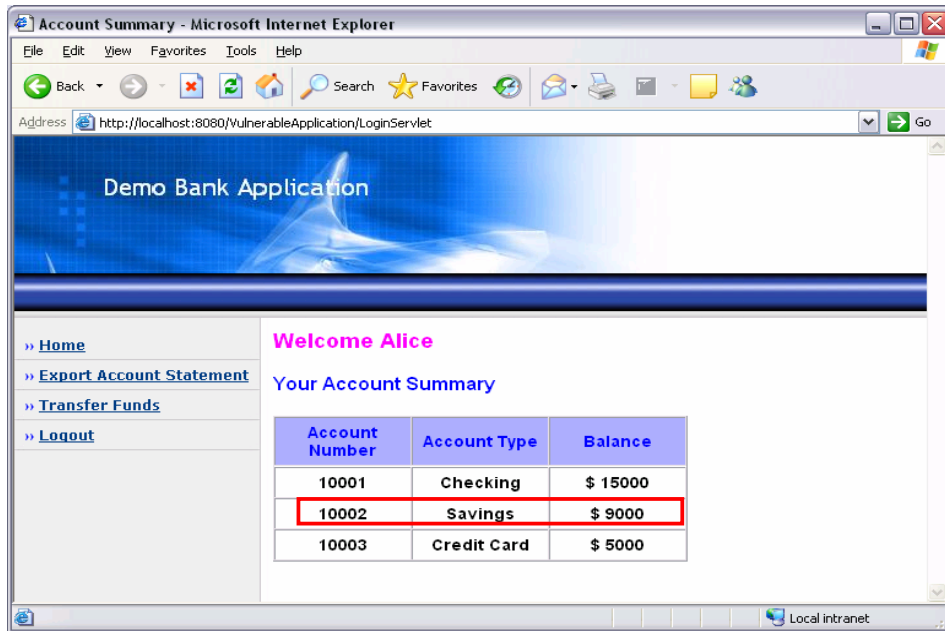 Account Summary - Microsoft Internet Explorer
File Edit View Favorites Tools Help
Back Search Favorites
Address http://localhost:8080/VulnerableApplication/LoginServlet Go
Demo Bank Application
» Home
» Export Account Statement
» Transfer Funds
» Logout
Welcome Alice
Your Account Summary
Account Number Account Type Balance
10001 Checking $ 15000
10002 Savings $ 9000
10003 Credit Card $ 5000
Local intranet